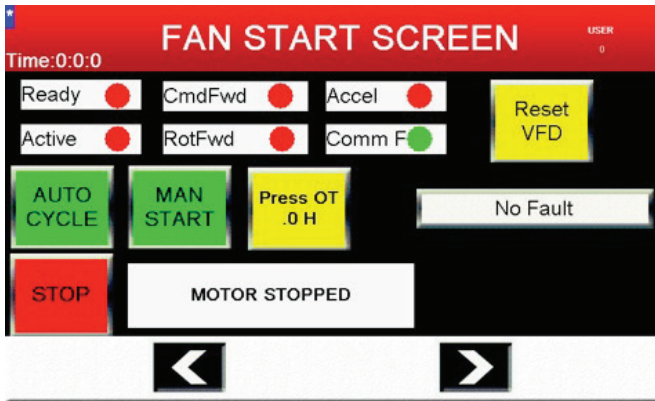 *
FAN START SCREEN
USER
0
Time:0:0:0
Ready
CmdFwd
Accel
Reset
VFD
Active
RotFwd
Comm F
AUTO
CYCLE
MAN
START
Press OT
.0 H
No Fault
STOP
MOTOR STOPPED